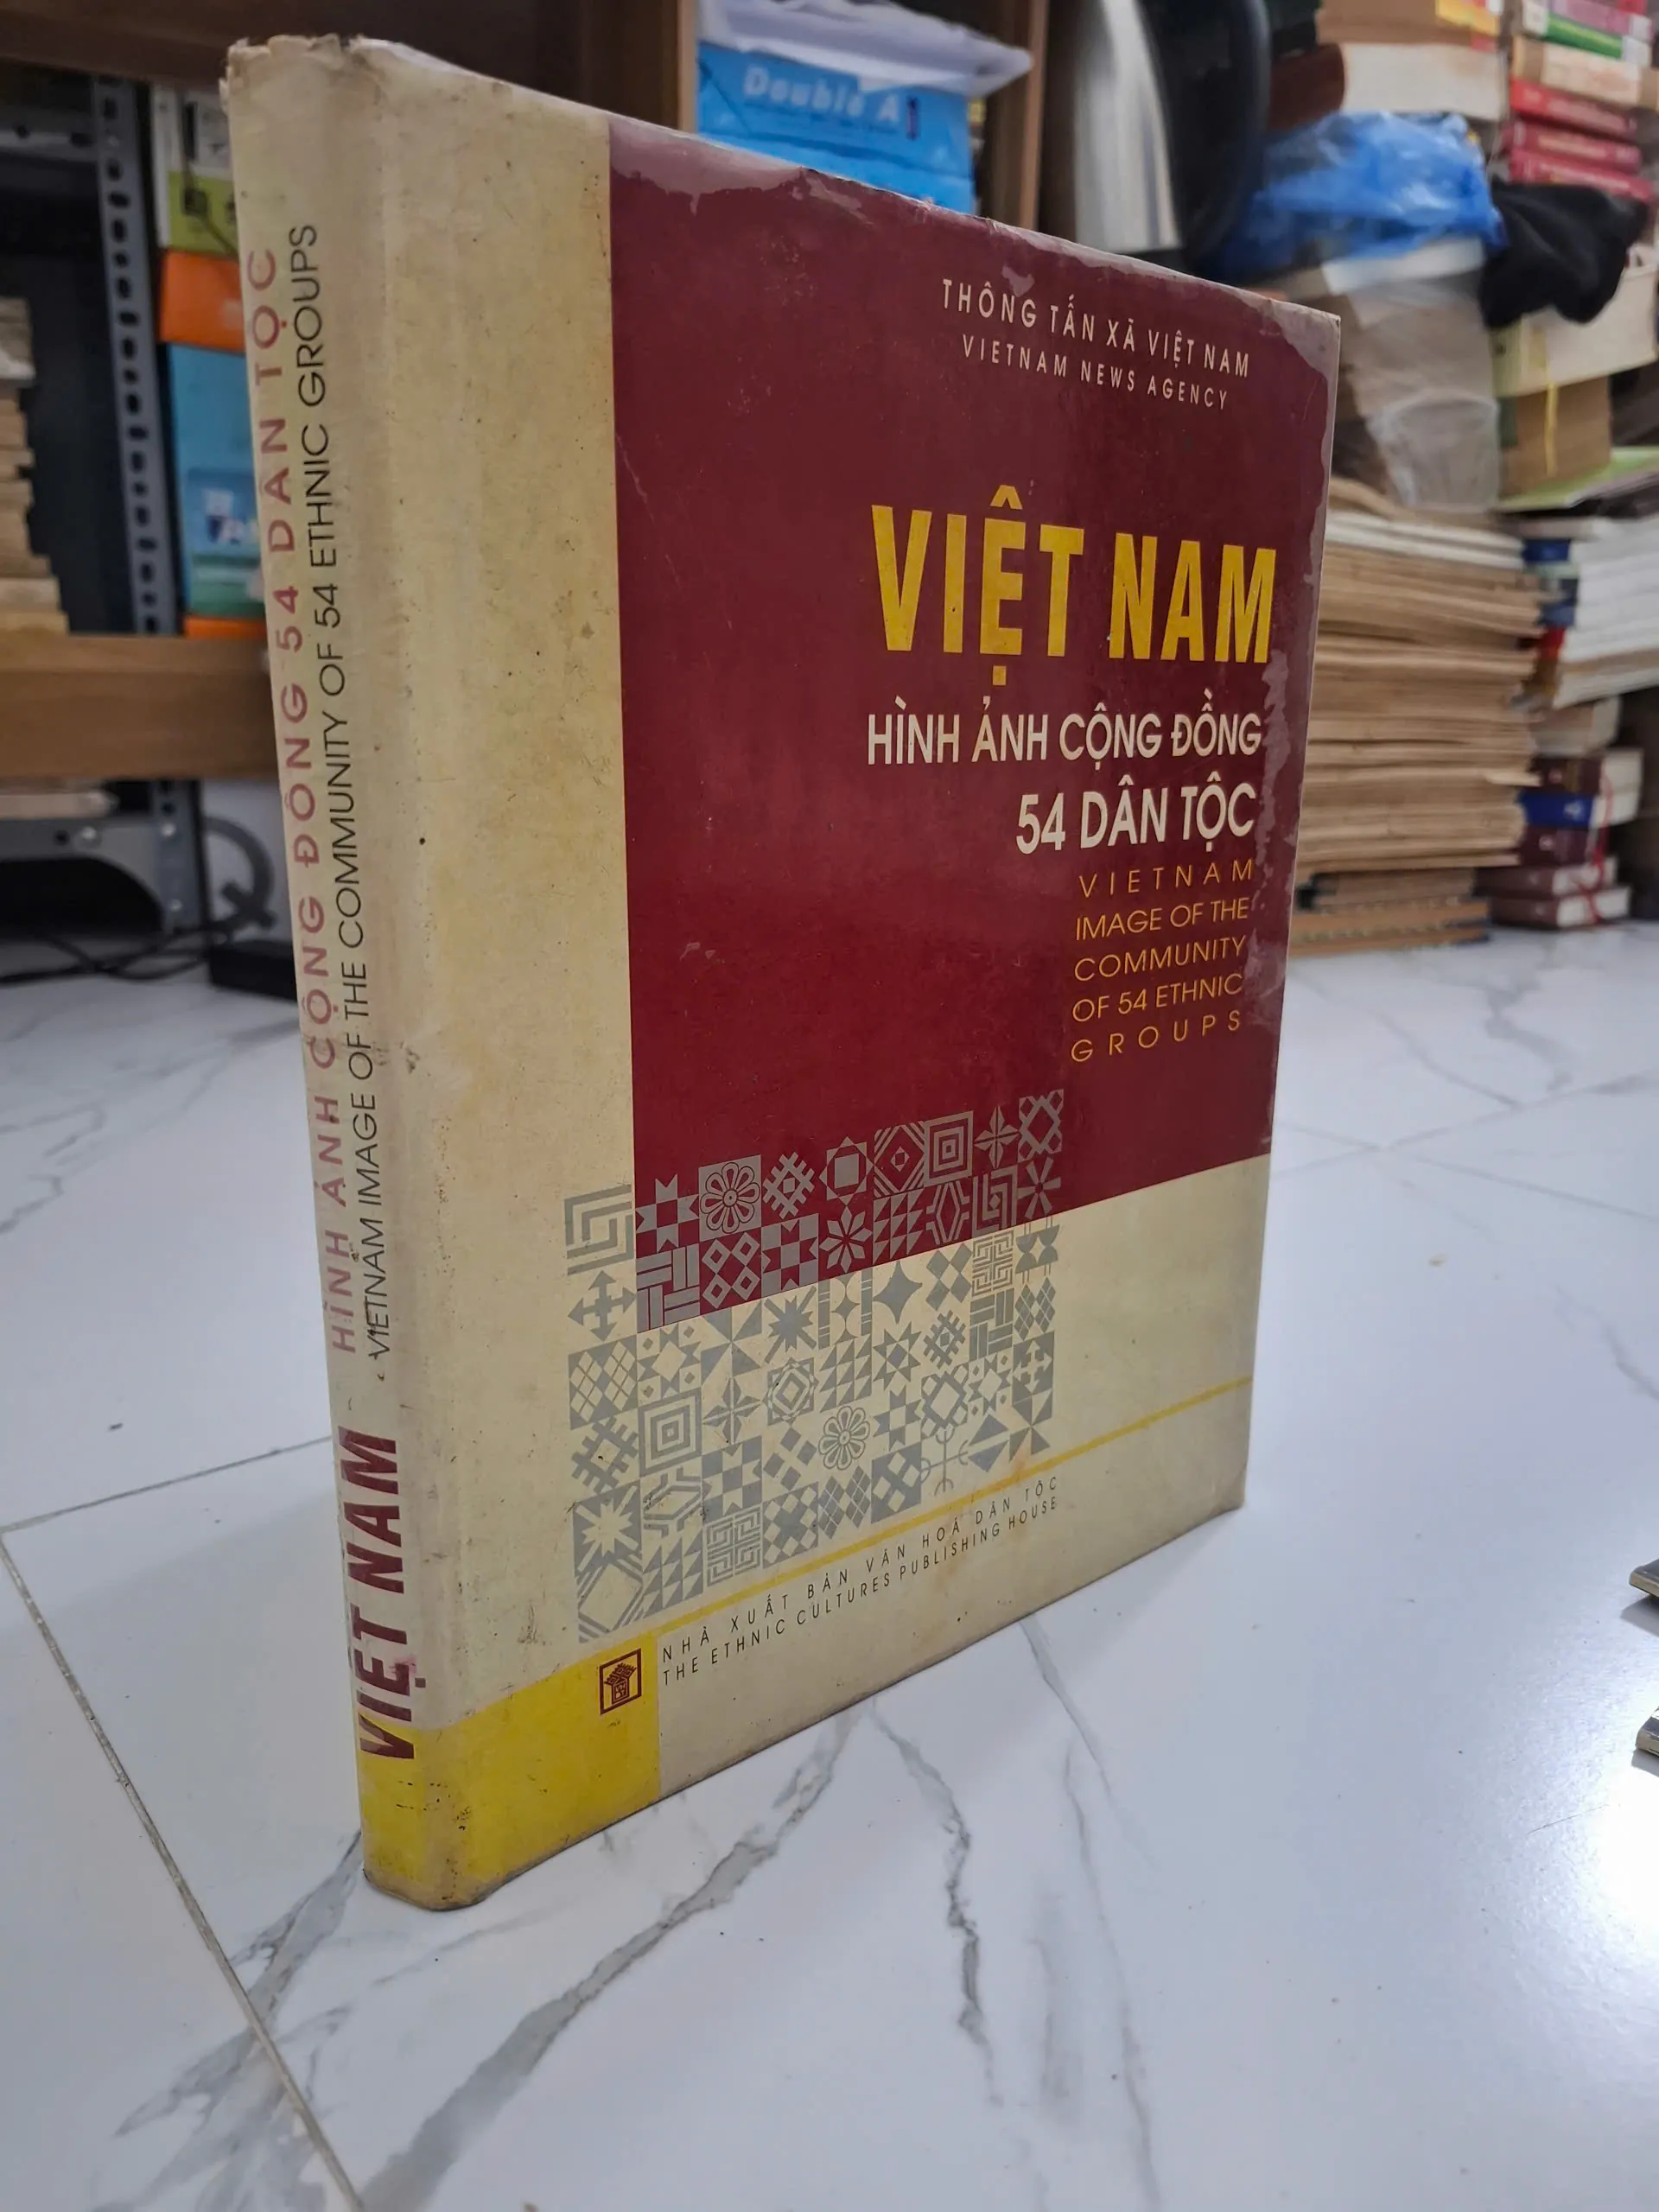 THÔNG TẤN XÃ VIỆT NAM
VIETNAM NEWS AGENCY
VIỆT NAM
HÌNH ẢNH CỘNG ĐỒNG
54 DÂN TỘC
VIETNAM
IMAGE OF THE
COMMUNITY
OF 54 ETHNIC
GROUPS
NHÀ XUẤT BẢN VĂN HOÁ DÂN TỘC
THE ETHNIC CULTURES PUBLISHING HOUSE
VIỆT NAM
HÌNH ẢNH CỘNG ĐỒNG 54 DÂN TỘC
VIETNAM IMAGE OF THE COMMUNITY OF 54 ETHNIC GROUPS
Double A